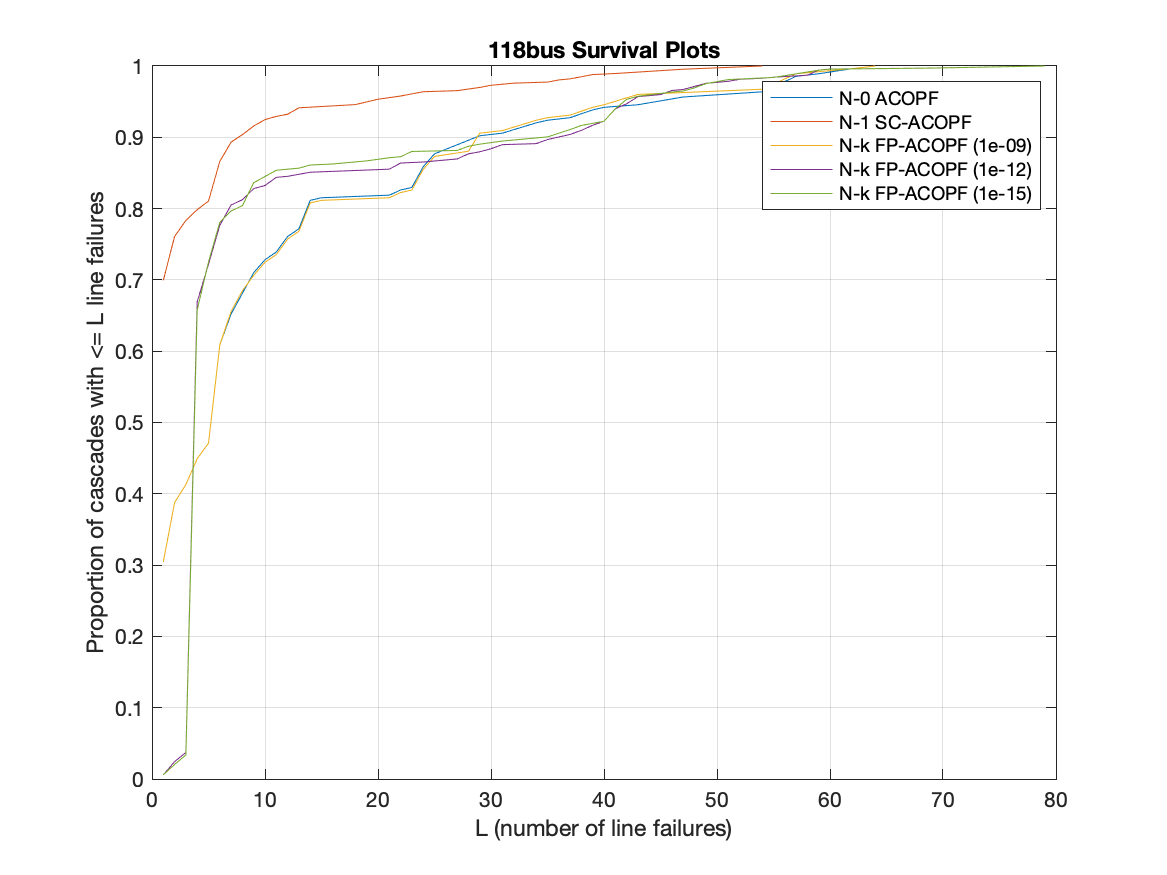 118bus Survival Plots
1
0.9
0.8
0.7
0.6
0.5
0.4
0.3
0.2
0.1
0
Proportion of cascades with <= L line failures
N-0 ACOPF
N-1 SC-ACOPF
N-k FP-ACOPF (1e-09)
N-k FP-ACOPF (1e-12)
N-k FP-ACOPF (1e-15)
0 10 20 30 40 50 60 70 80
L (number of line failures)